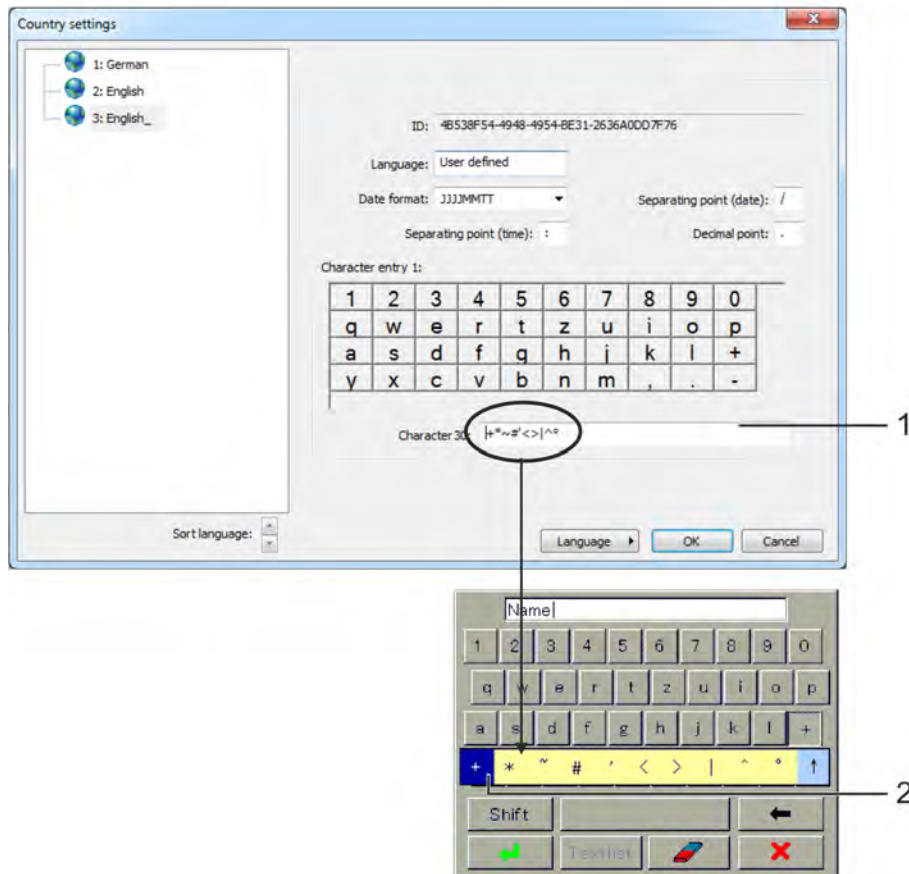 Country settings
1: German
2: English
3: English_
ID: 4B538F54-4948-4954-BE31-2636A0DD7F76
Language: User defined
Date format: JJJJMMTT
Separating point (date): /
Separating point (time): :
Decimal point: .
Character entry 1:
1 2 3 4 5 6 7 8 9 0
q w e r t z u i o p
a s d f g h j k l +
y x c v b n m , . -
Character 30: +*~#'<>|^°
1
Sort language:
Language OK Cancel
Name
1 2 3 4 5 6 7 8 9 0
q w e r t z u i o p
a s d f g h j k l +
+ * ~ # ' < > | ^ ° ↑
2
Shift
Textlist